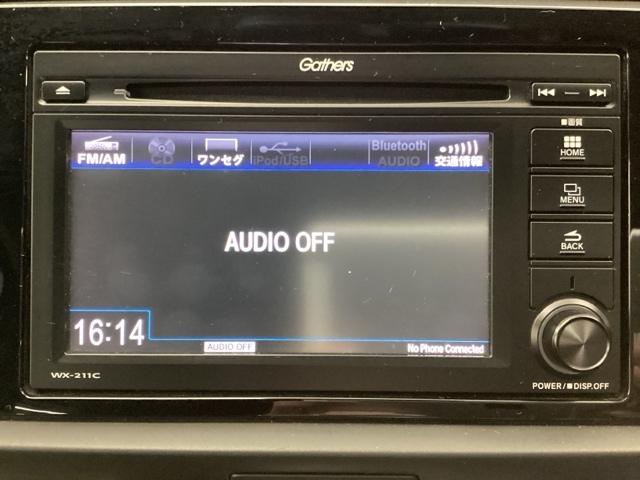 Gathers
■画質
FM/AM CD ワンセグ iPod/USB Bluetooth AUDIO 交通情報
HOME
MENU
BACK
AUDIO OFF
16:14
AUDIO OFF
No Phone Connected
WX-211C
POWER/■DISP.OFF